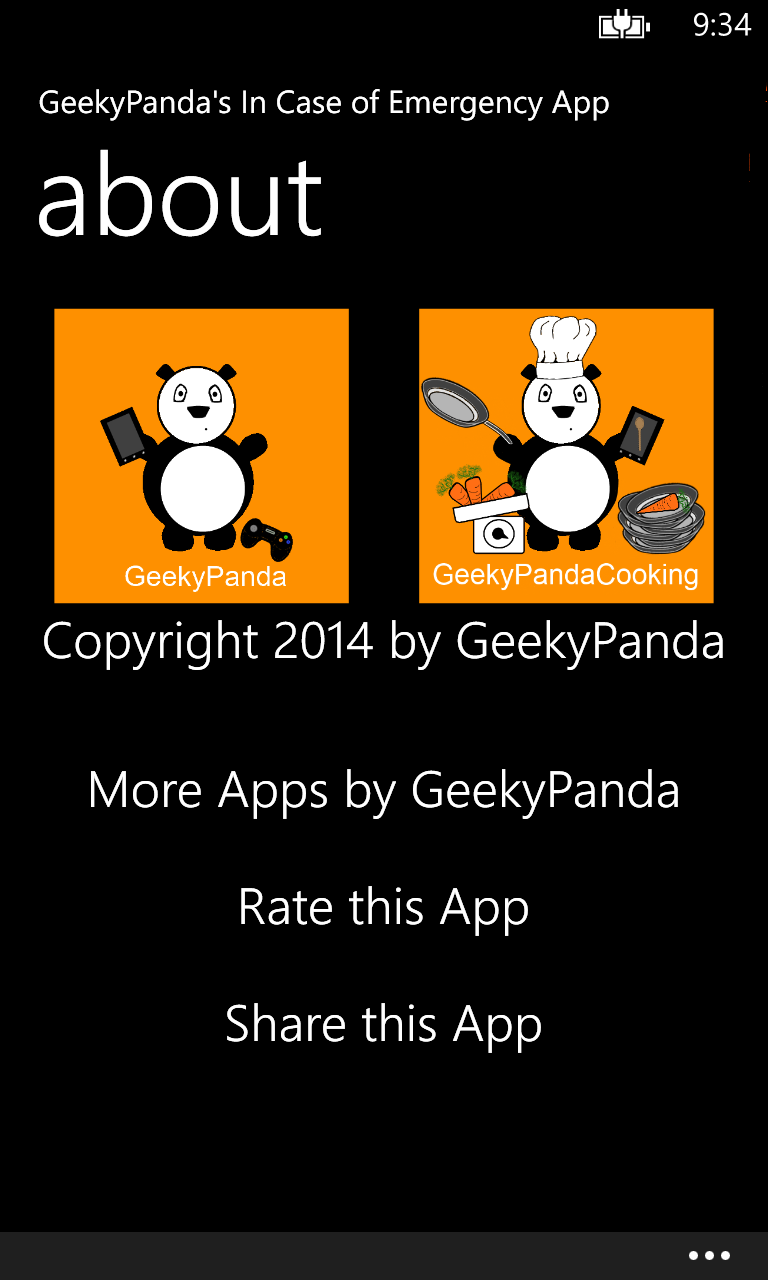 9:34
GeekyPanda's In Case of Emergency App
about
GeekyPanda
GeekyPandaCooking
Copyright 2014 by GeekyPanda
More Apps by GeekyPanda
Rate this App
Share this App